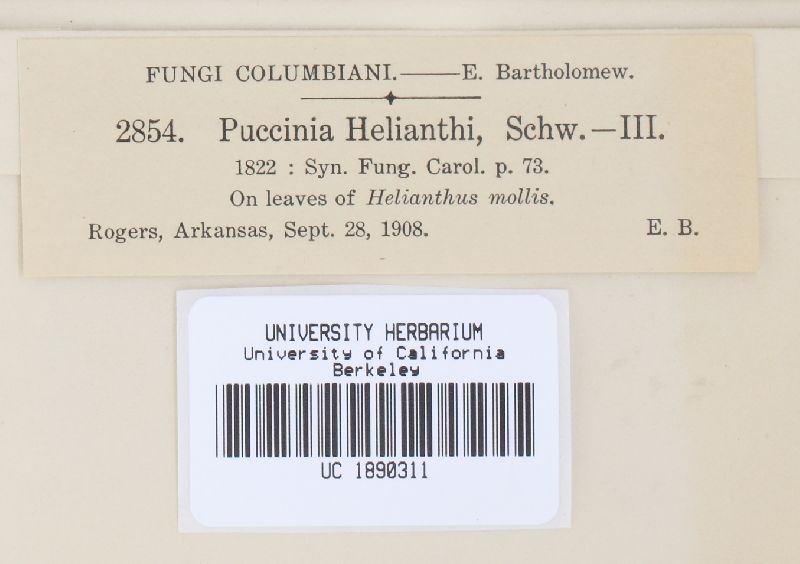 FUNGI COLUMBIANI.——E. Bartholomew.
2854. Puccinia Helianthi, Schw.—III.
1822 : Syn. Fung. Carol. p. 73.
On leaves of Helianthus mollis.
Rogers, Arkansas, Sept. 28, 1908. E. B.
UNIVERSITY HERBARIUM
University of California
Berkeley
UC 1890311